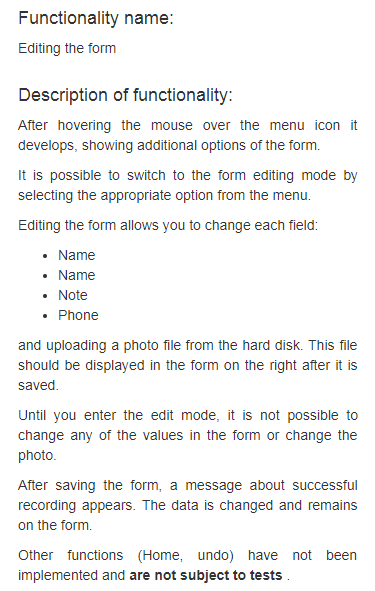 Functionality name:
Editing the form
Description of functionality:
After hovering the mouse over the menu icon it
develops, showing additional options of the form.
It is possible to switch to the form editing mode by
selecting the appropriate option from the menu.
Editing the form allows you to change each field:
• Name
• Name
• Note
• Phone
and uploading a photo file from the hard disk. This file
should be displayed in the form on the right after it is
saved.
Until you enter the edit mode, it is not possible to
change any of the values in the form or change the
photo.
After saving the form, a message about successful
recording appears. The data is changed and remains
on the form.
Other functions (Home, undo) have not been
implemented and are not subject to tests .